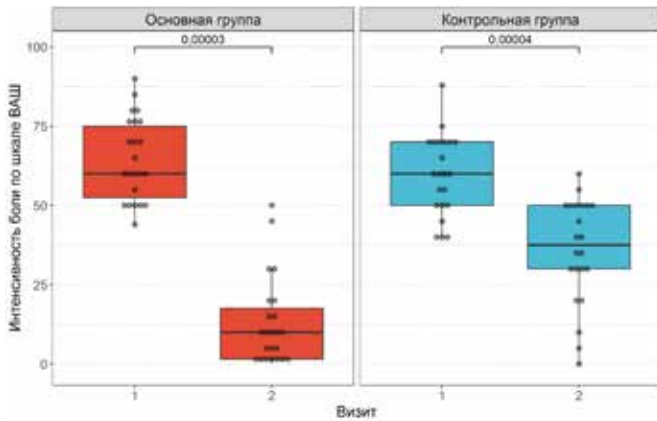 Основная группа
Контрольная группа
0,00003
0,00004
Интенсивность боли по шкале ВАШ
100
75
50
25
0
1
2
1
2
Визит